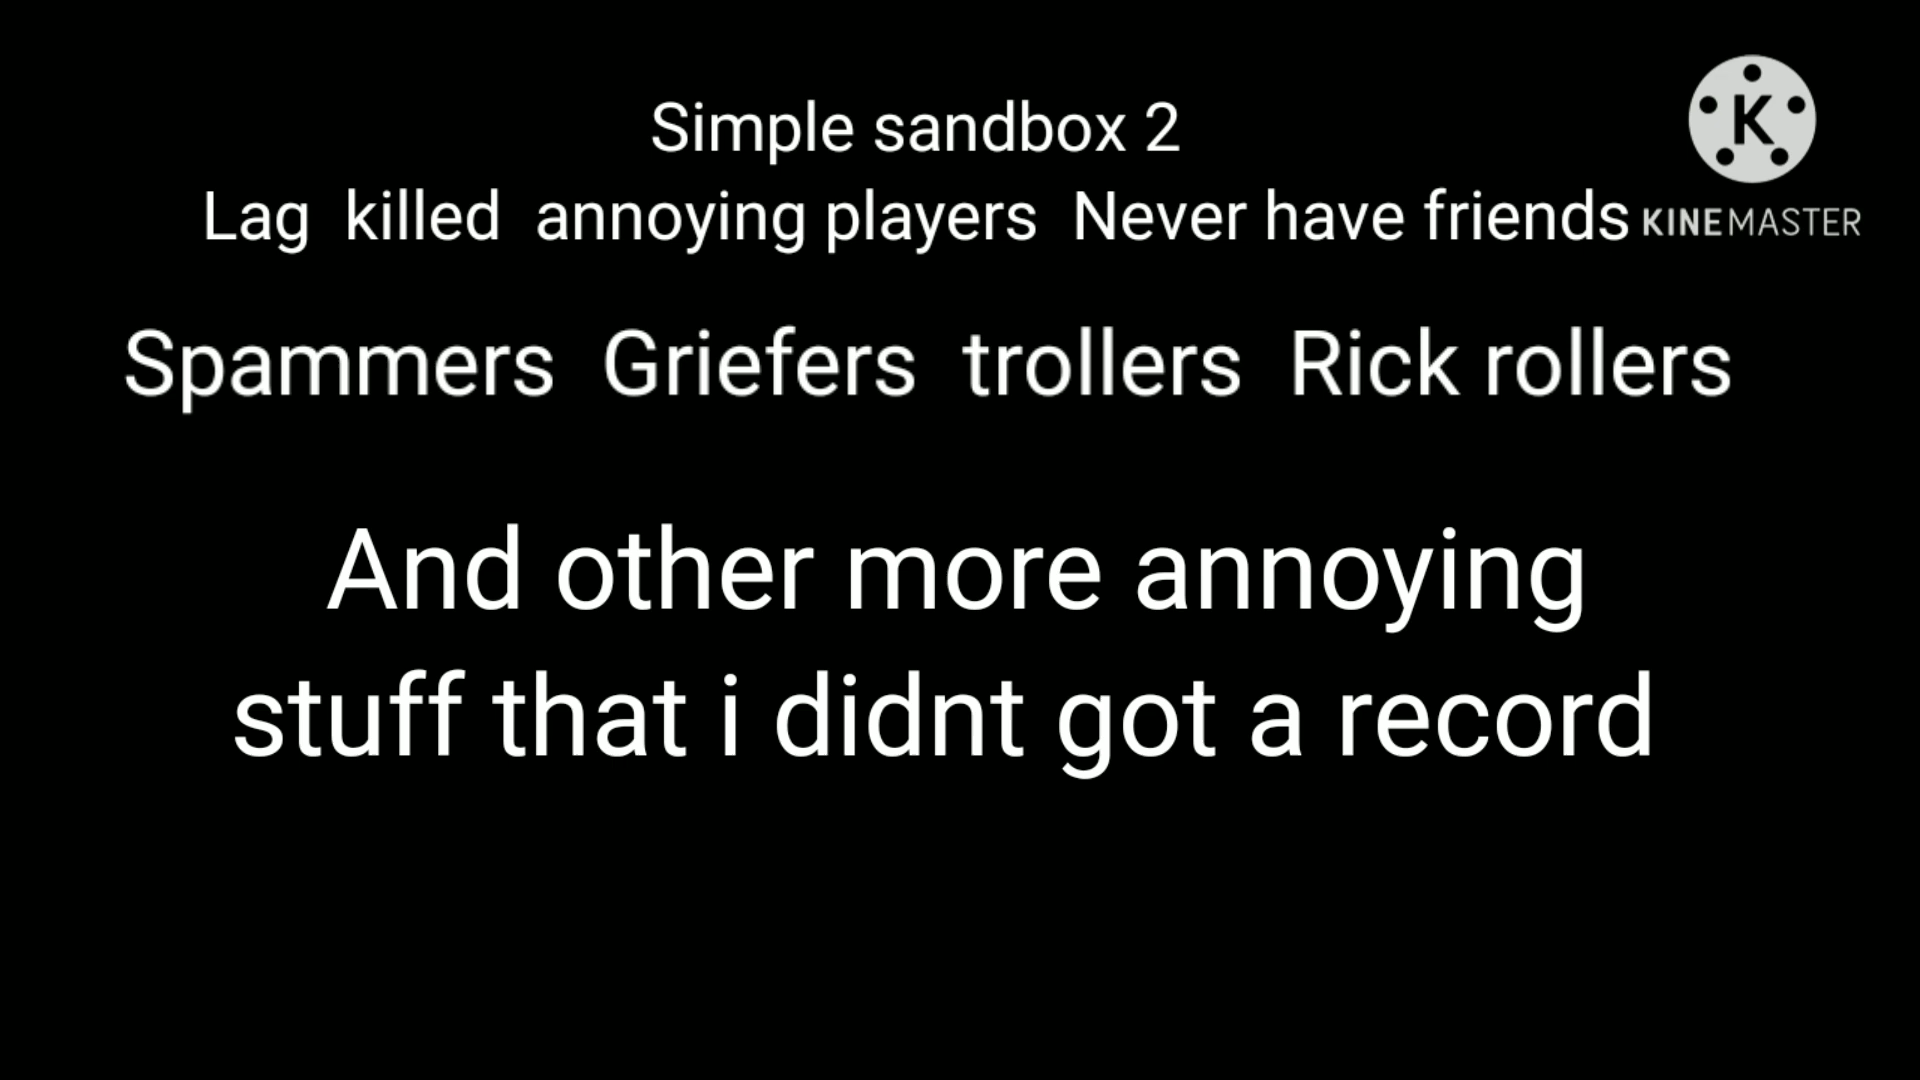 Simple sandbox 2
Lag  killed  annoying players  Never have friends
K
KINEMASTER
Spammers  Griefers  trollers  Rick rollers
And other more annoying
stuff that i didnt got a record